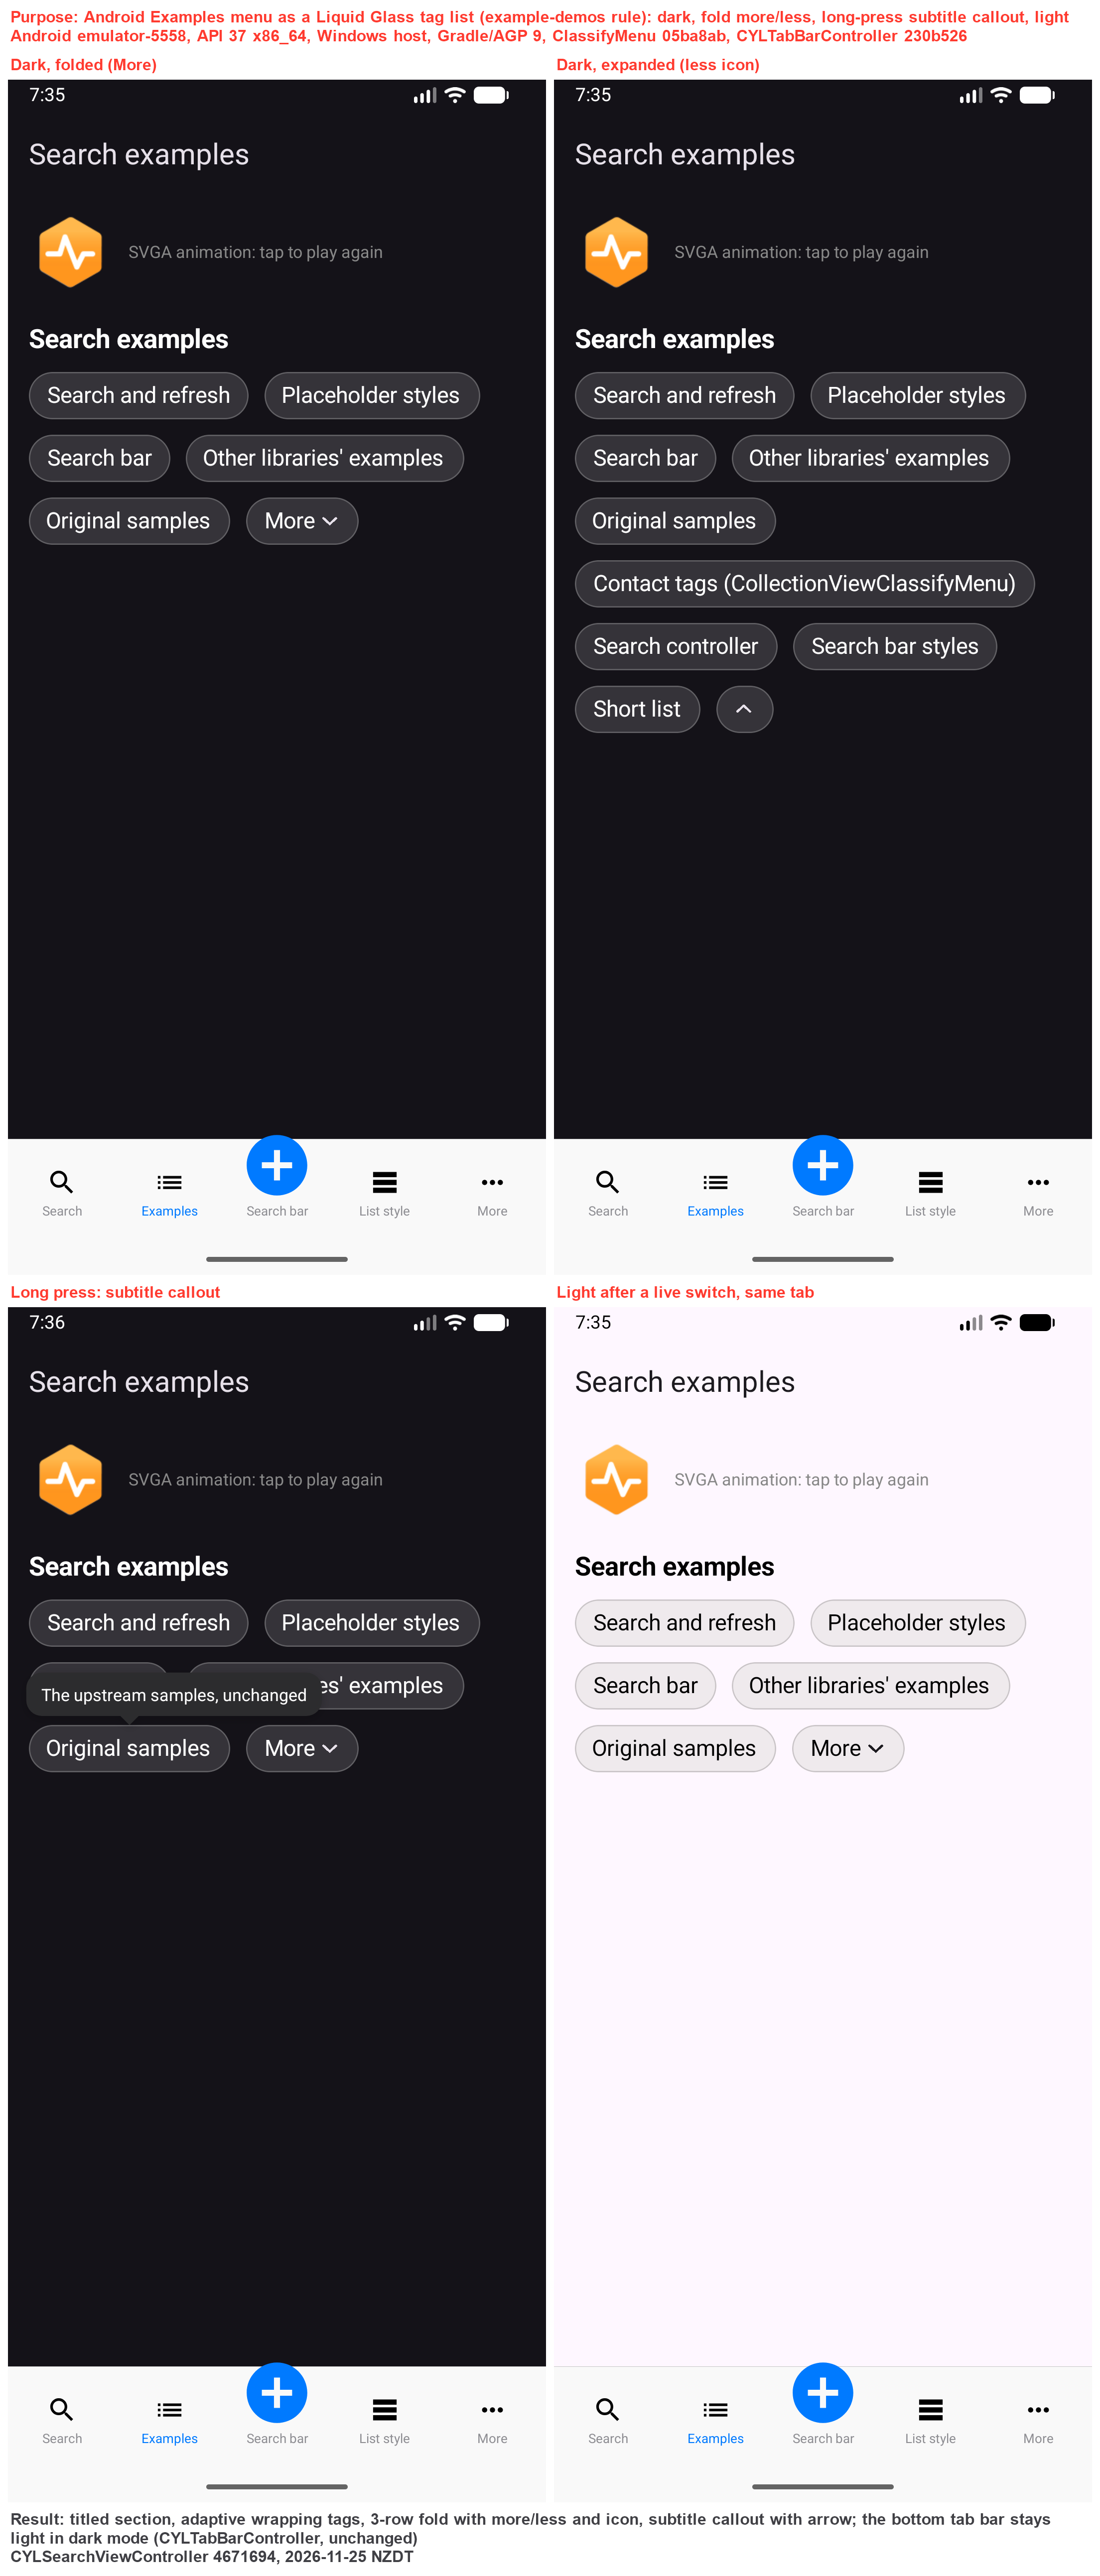 Purpose: Android Examples menu as a Liquid Glass tag list (example-demos rule): dark, fold more/less, long-press subtitle callout, light
Android emulator-5558, API 37 x86_64, Windows host, Gradle/AGP 9, ClassifyMenu 05ba8ab, CYLTabBarController 230b526
Dark, folded (More)
7:35
Search examples
SVGA animation: tap to play again
Search examples
Search and refresh
Placeholder styles
Search bar
Other libraries' examples
Original samples
More
Search
Examples
Search bar
List style
More
Dark, expanded (less icon)
7:35
Search examples
SVGA animation: tap to play again
Search examples
Search and refresh
Placeholder styles
Search bar
Other libraries' examples
Original samples
Contact tags (CollectionViewClassifyMenu)
Search controller
Search bar styles
Short list
Search
Examples
Search bar
List style
More
Long press: subtitle callout
7:36
Search examples
SVGA animation: tap to play again
Search examples
Search and refresh
Placeholder styles
The upstream samples, unchanged
es' examples
Original samples
More
Search
Examples
Search bar
List style
More
Light after a live switch, same tab
7:35
Search examples
SVGA animation: tap to play again
Search examples
Search and refresh
Placeholder styles
Search bar
Other libraries' examples
Original samples
More
Search
Examples
Search bar
List style
More
Result: titled section, adaptive wrapping tags, 3-row fold with more/less and icon, subtitle callout with arrow; the bottom tab bar stays
light in dark mode (CYLTabBarController, unchanged)
CYLSearchViewController 4671694, 2026-11-25 NZDT